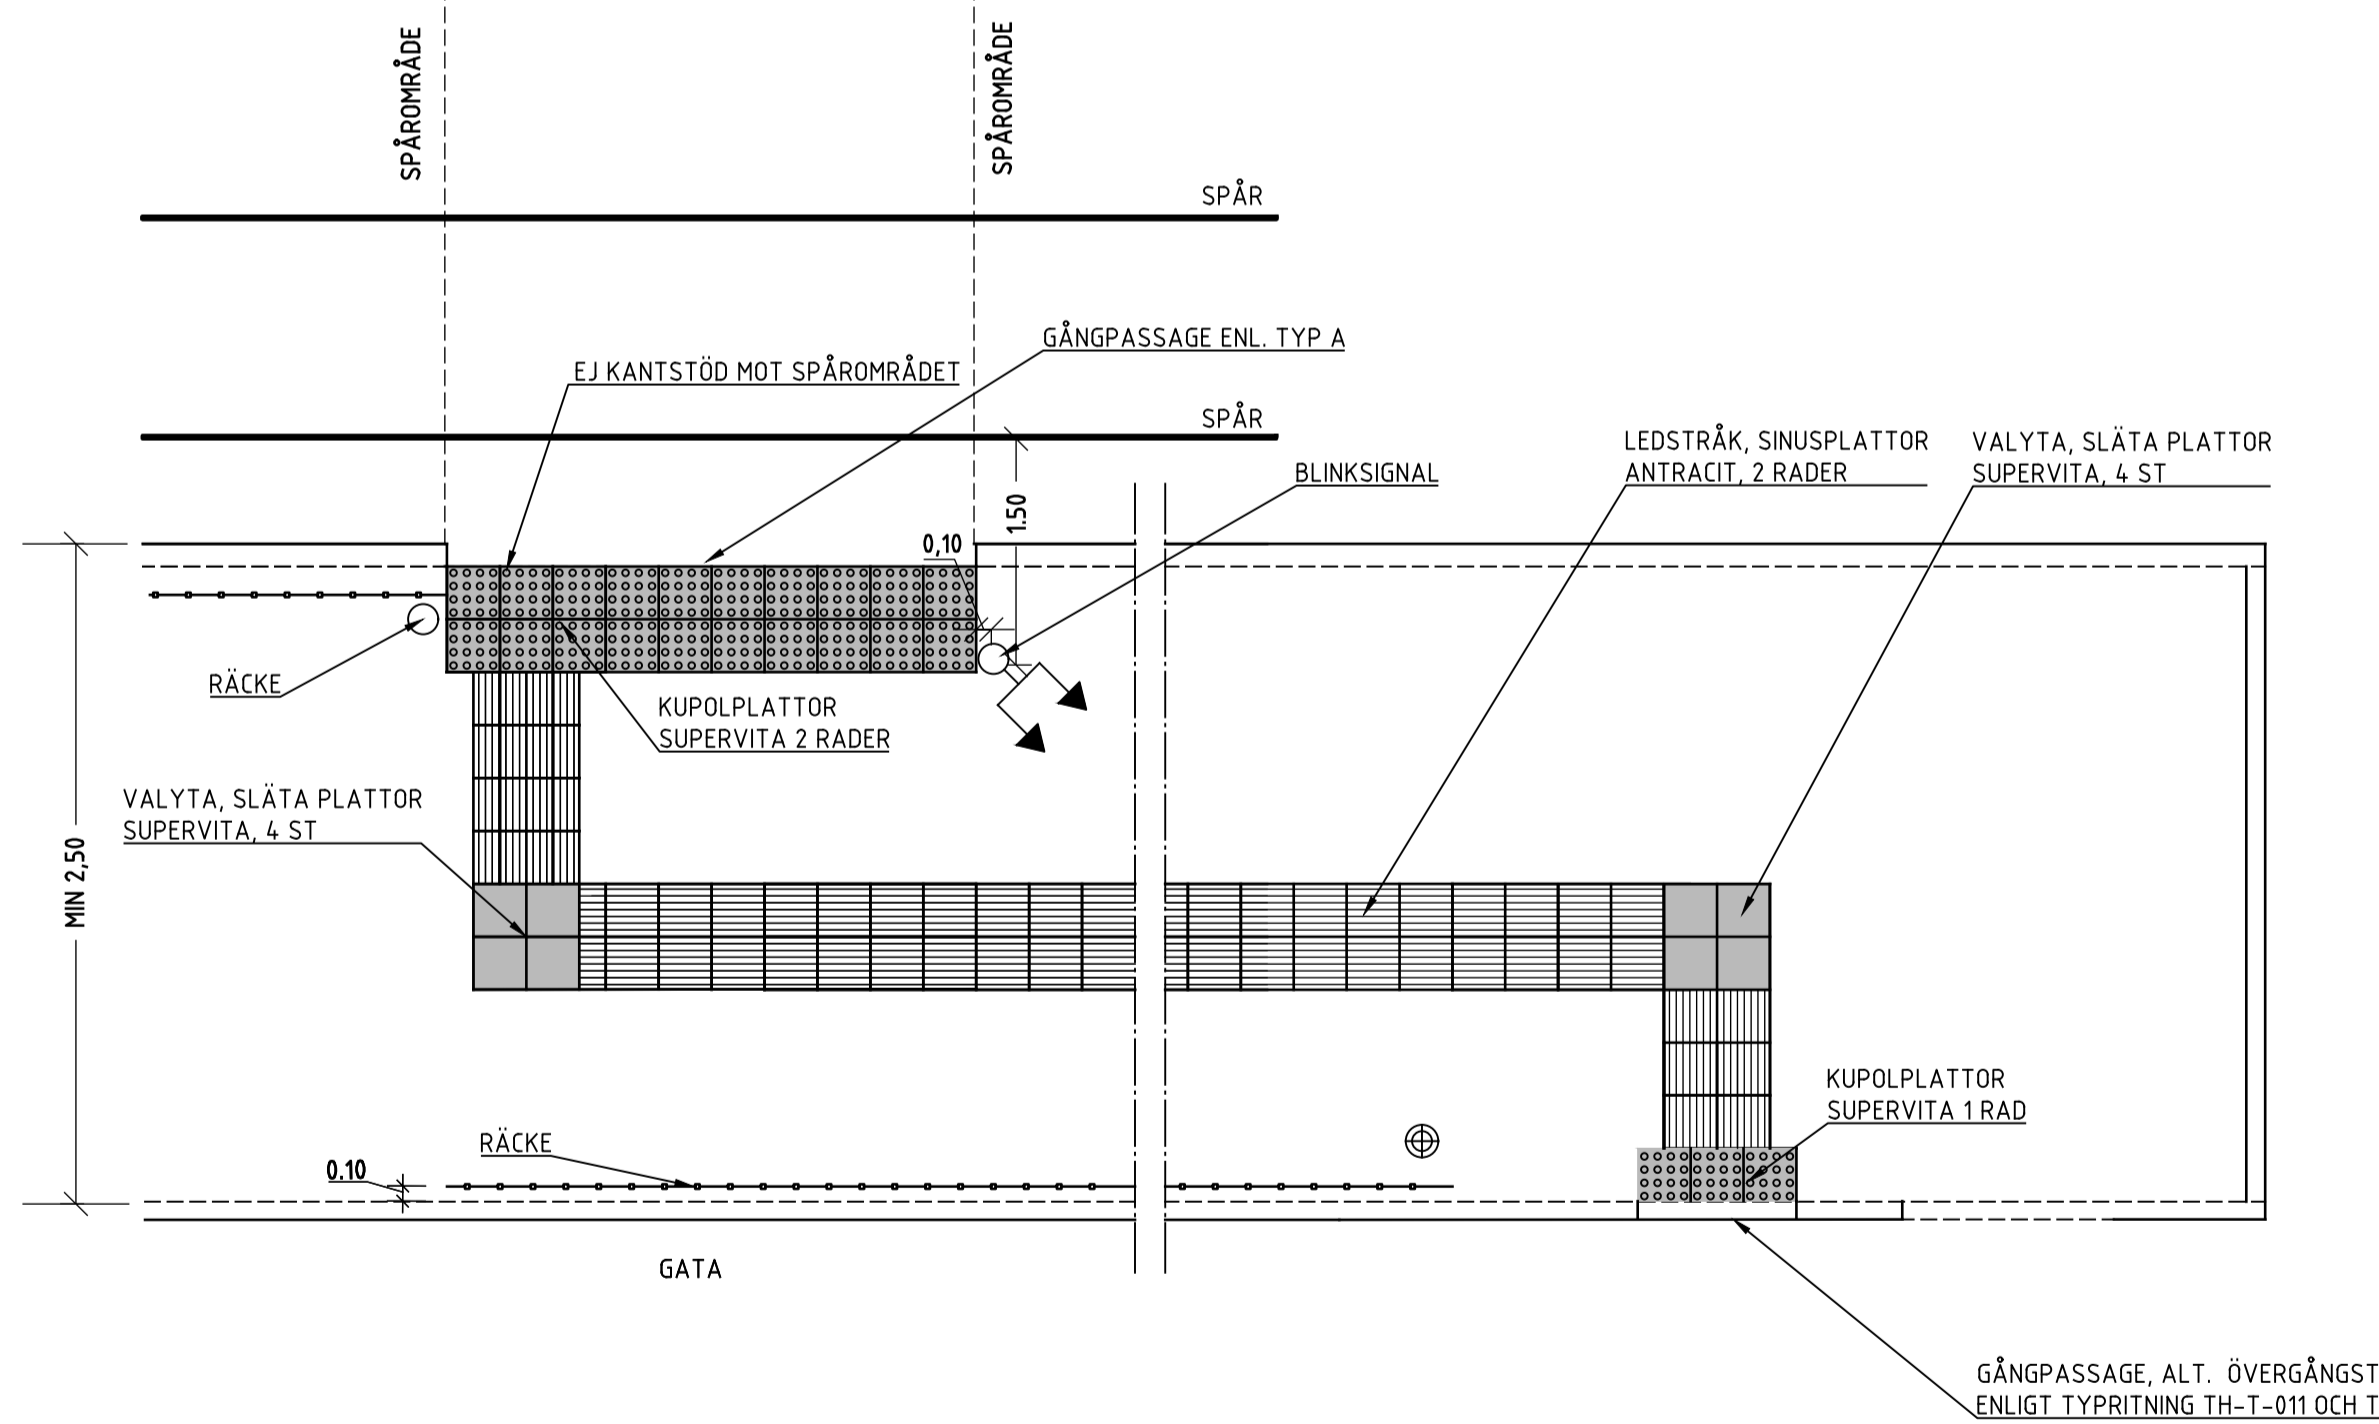 SPÅROMRÅDE
SPÅROMRÅDE
SPÅR
GÅNGPASSAGE ENL. TYP A
EJ KANTSTÖD MOT SPÅROMRÅDET
SPÅR
LEDSTRÅK, SINUSPLATTOR
ANTRACIT, 2 RADER
VALYTA, SLÄTA PLATTOR
SUPERVITA, 4 ST
BLINKSIGNAL
1.50
0,10
RÄCKE
KUPOLPLATTOR
SUPERVITA 2 RADER
VALYTA, SLÄTA PLATTOR
SUPERVITA, 4 ST
MIN 2,50
KUPOLPLATTOR
SUPERVITA 1 RAD
RÄCKE
0.10
GATA
GÅNGPASSAGE, ALT. ÖVERGÅNGST
ENLIGT TYPRITNING TH-T-011 OCH T